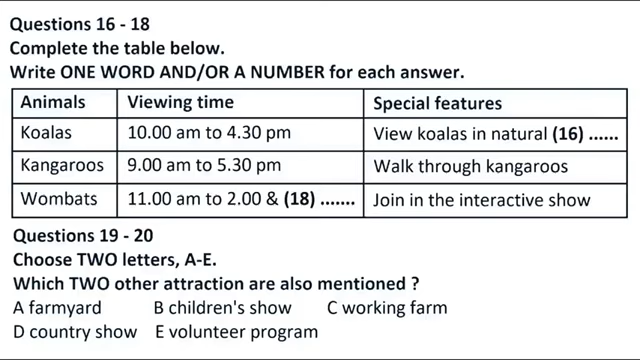 Questions 16 - 18
Complete the table below.
Write ONE WORD AND/OR A NUMBER for each answer.
Animals Viewing time Special features
Koalas 10.00 am to 4.30 pm View koalas in natural (16) ......
Kangaroos 9.00 am to 5.30 pm Walk through kangaroos
Wombats 11.00 am to 2.00 & (18) ....... Join in the interactive show
Questions 19 - 20
Choose TWO letters, A-E.
Which TWO other attraction are also mentioned ?
A farmyard B children's show C working farm
D country show E volunteer program